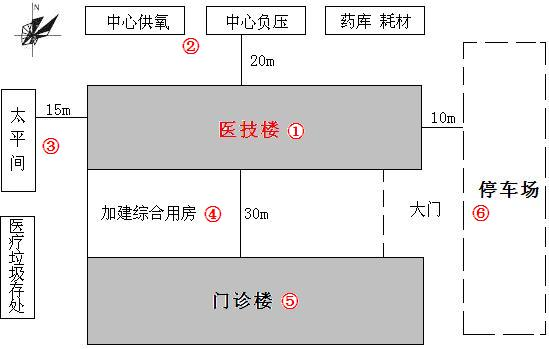 N
中心供氧
中心负压
药库 耗材
②
20m
15m
太平间
③
医技楼 ①
10m
停车场
⑥
加建综合用房 ④
30m
大门
医疗垃圾存处
门诊楼 ⑤